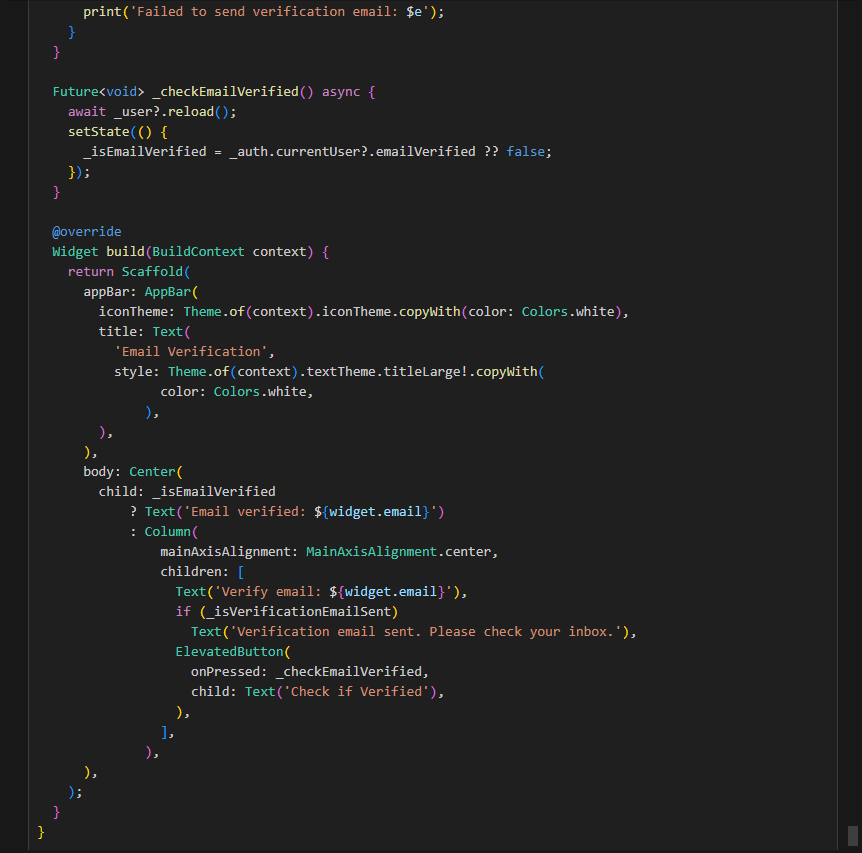 print('Failed to send verification email: $e');
    }
  }

  Future<void> _checkEmailVerified() async {
    await _user?.reload();
    setState(() {
      _isEmailVerified = _auth.currentUser?.emailVerified ?? false;
    });
  }

  @override
  Widget build(BuildContext context) {
    return Scaffold(
      appBar: AppBar(
        iconTheme: Theme.of(context).iconTheme.copyWith(color: Colors.white),
        title: Text(
          'Email Verification',
          style: Theme.of(context).textTheme.titleLarge!.copyWith(
                color: Colors.white,
              ),
        ),
      ),
      body: Center(
        child: _isEmailVerified
            ? Text('Email verified: ${widget.email}')
            : Column(
                mainAxisAlignment: MainAxisAlignment.center,
                children: [
                  Text('Verify email: ${widget.email}'),
                  if (_isVerificationEmailSent)
                    Text('Verification email sent. Please check your inbox.'),
                  ElevatedButton(
                    onPressed: _checkEmailVerified,
                    child: Text('Check if Verified'),
                  ),
                ],
              ),
      ),
    );
  }
}